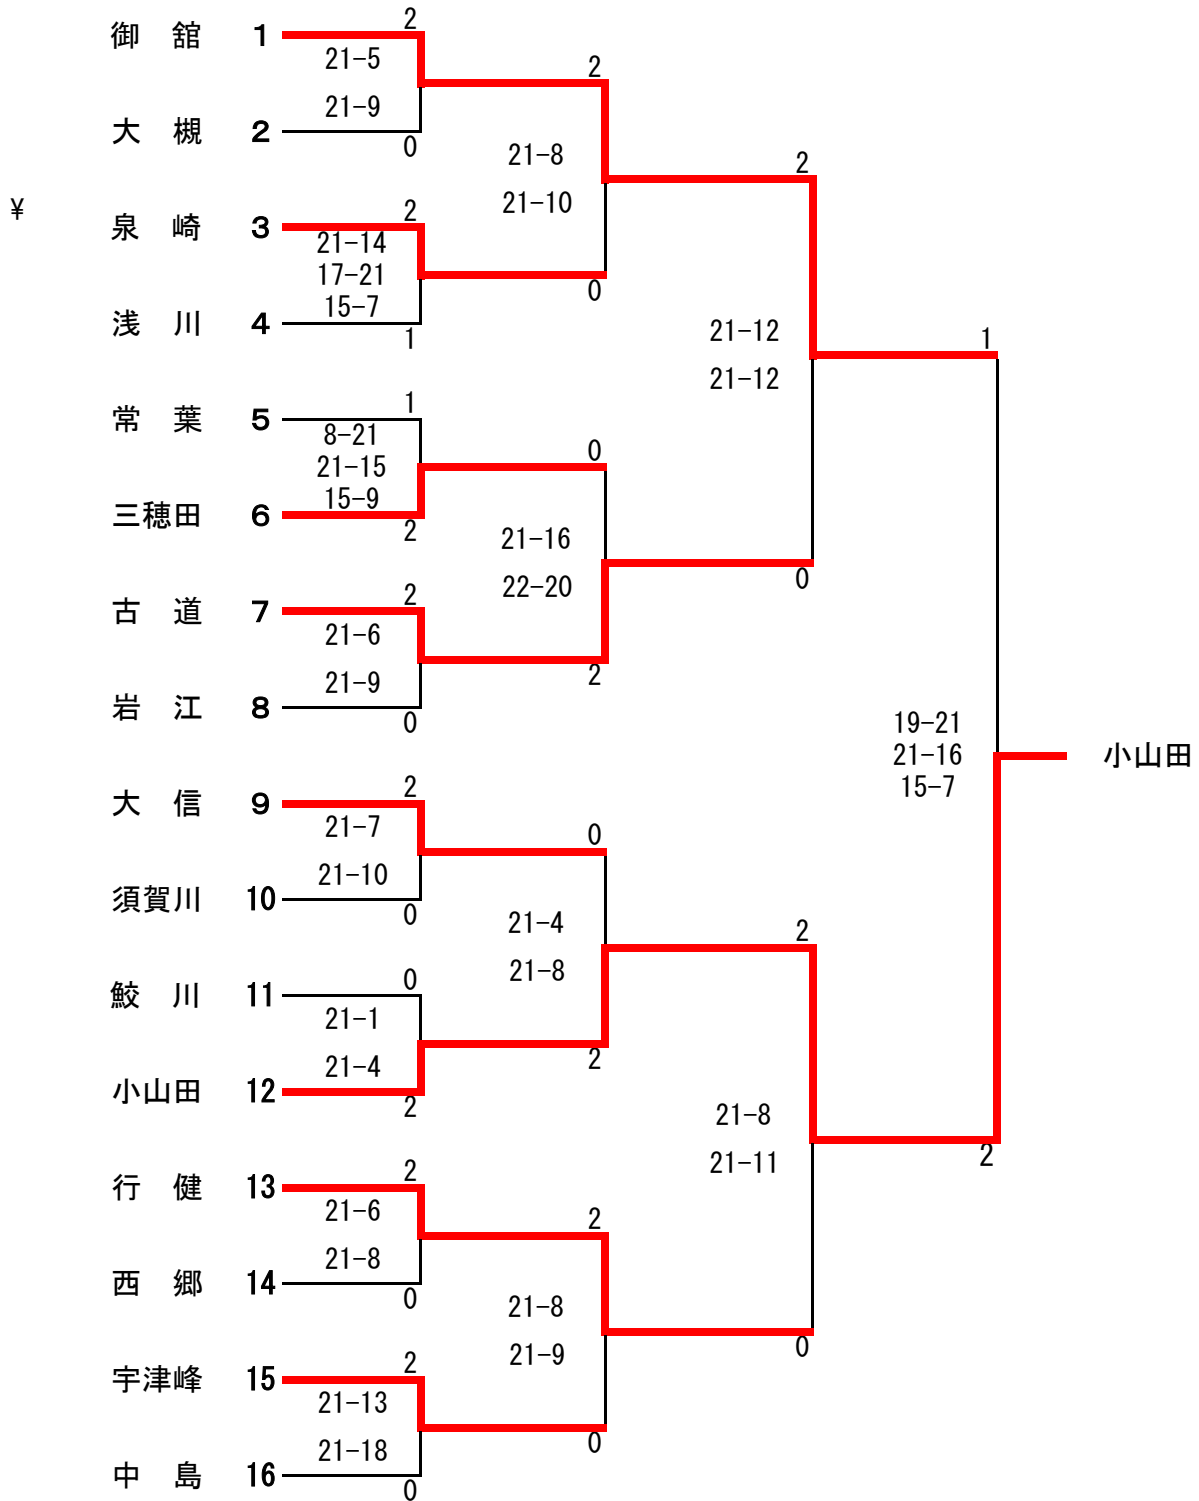 御　舘 1 2
21-5
21-9
大　槻 2 0
¥
泉　崎 3 2
21-14
17-21
15-7
浅　川 4 1
常　葉 5 1
8-21
21-15
15-9
三穂田 6 2
古　道 7 2
21-6
21-9
岩　江 8 0
大　信 9 2
21-7
21-10
須賀川 10 0
鮫　川 11 0
21-1
21-4
小山田 12 2
行　健 13 2
21-6
21-8
西　郷 14 0
宇津峰 15 2
21-13
21-18
中　島 16 0
2
21-8
21-10
0
0
21-16
22-20
2
0
21-4
21-8
2
2
21-8
21-9
0
2
21-12
21-12
0
2
21-8
21-11
0
1
19-21
21-16
15-7
2
小山田